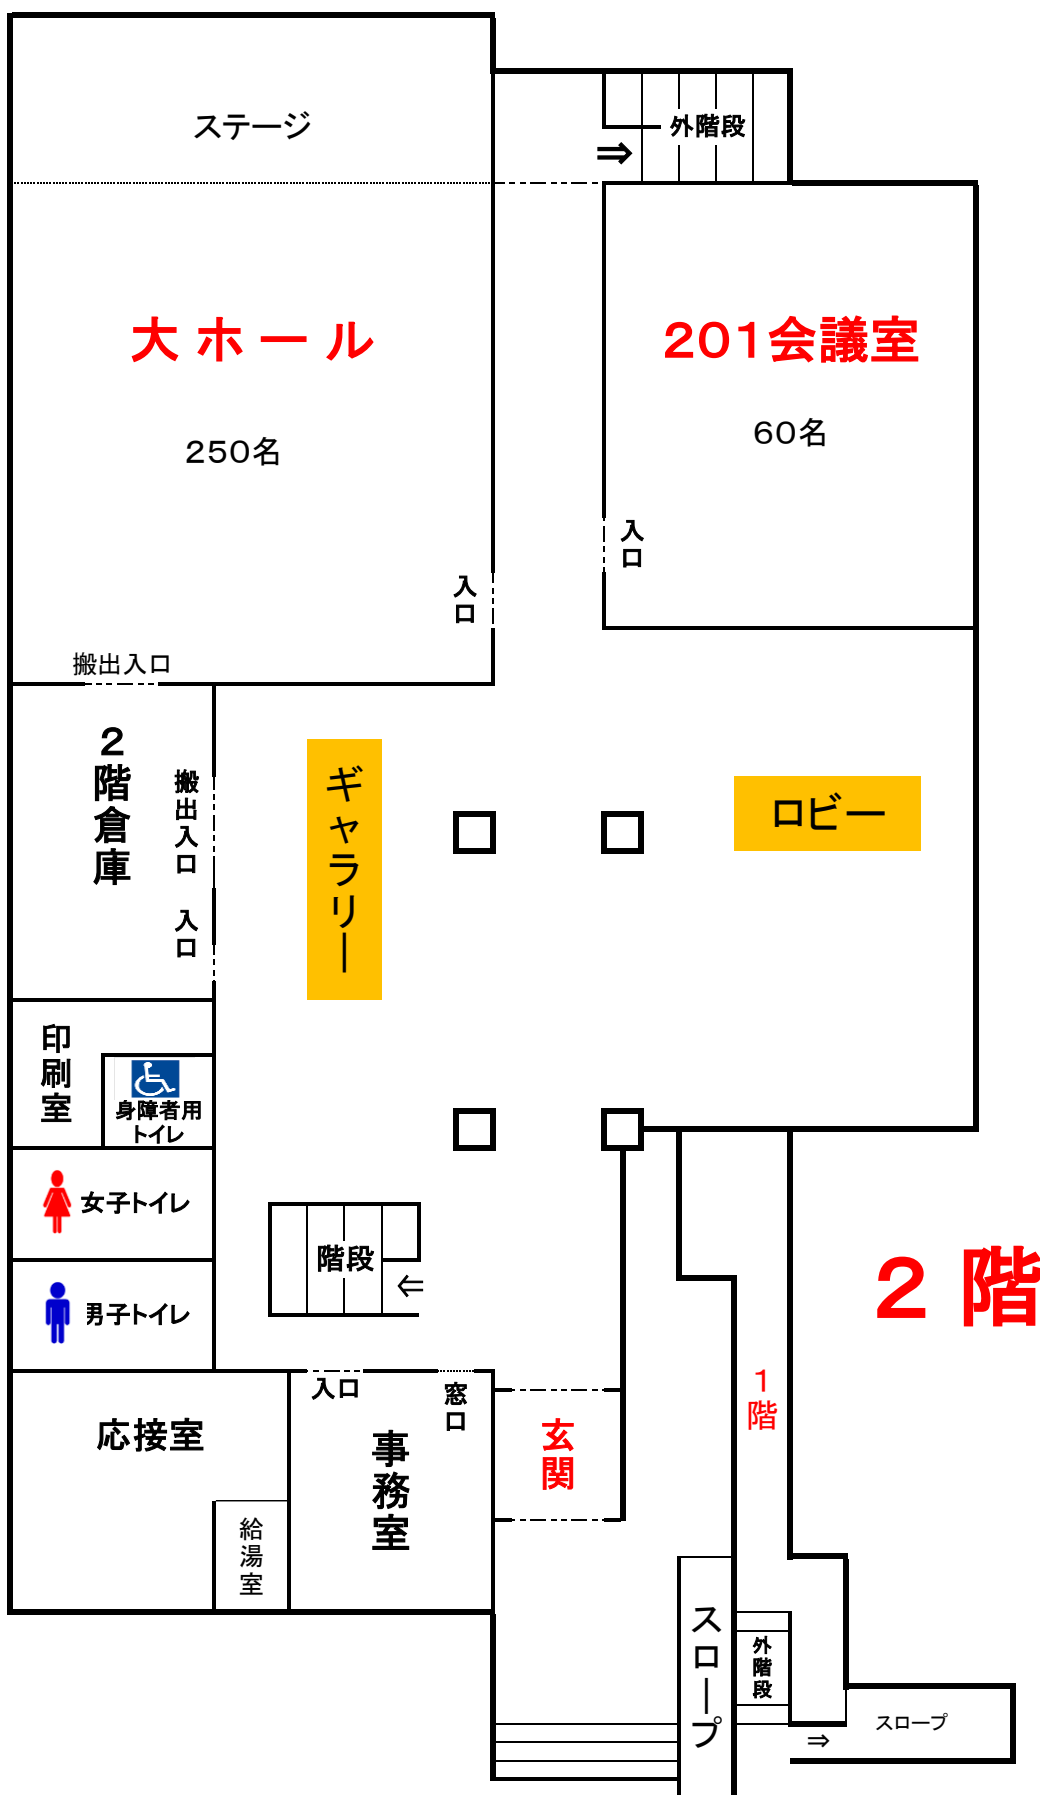 ステージ
外階段
⇒
大ホール
201会議室
250名
60名
入口
入口
搬出入口
2階倉庫
搬出入口
入口
ギャラリー
ロビー
印刷室
身障者用
トイレ
女子トイレ
階段
⇐
男子トイレ
2階
入口
窓口
1階
応接室
事務室
玄関
給湯室
スロープ
外階段
スロープ
⇒